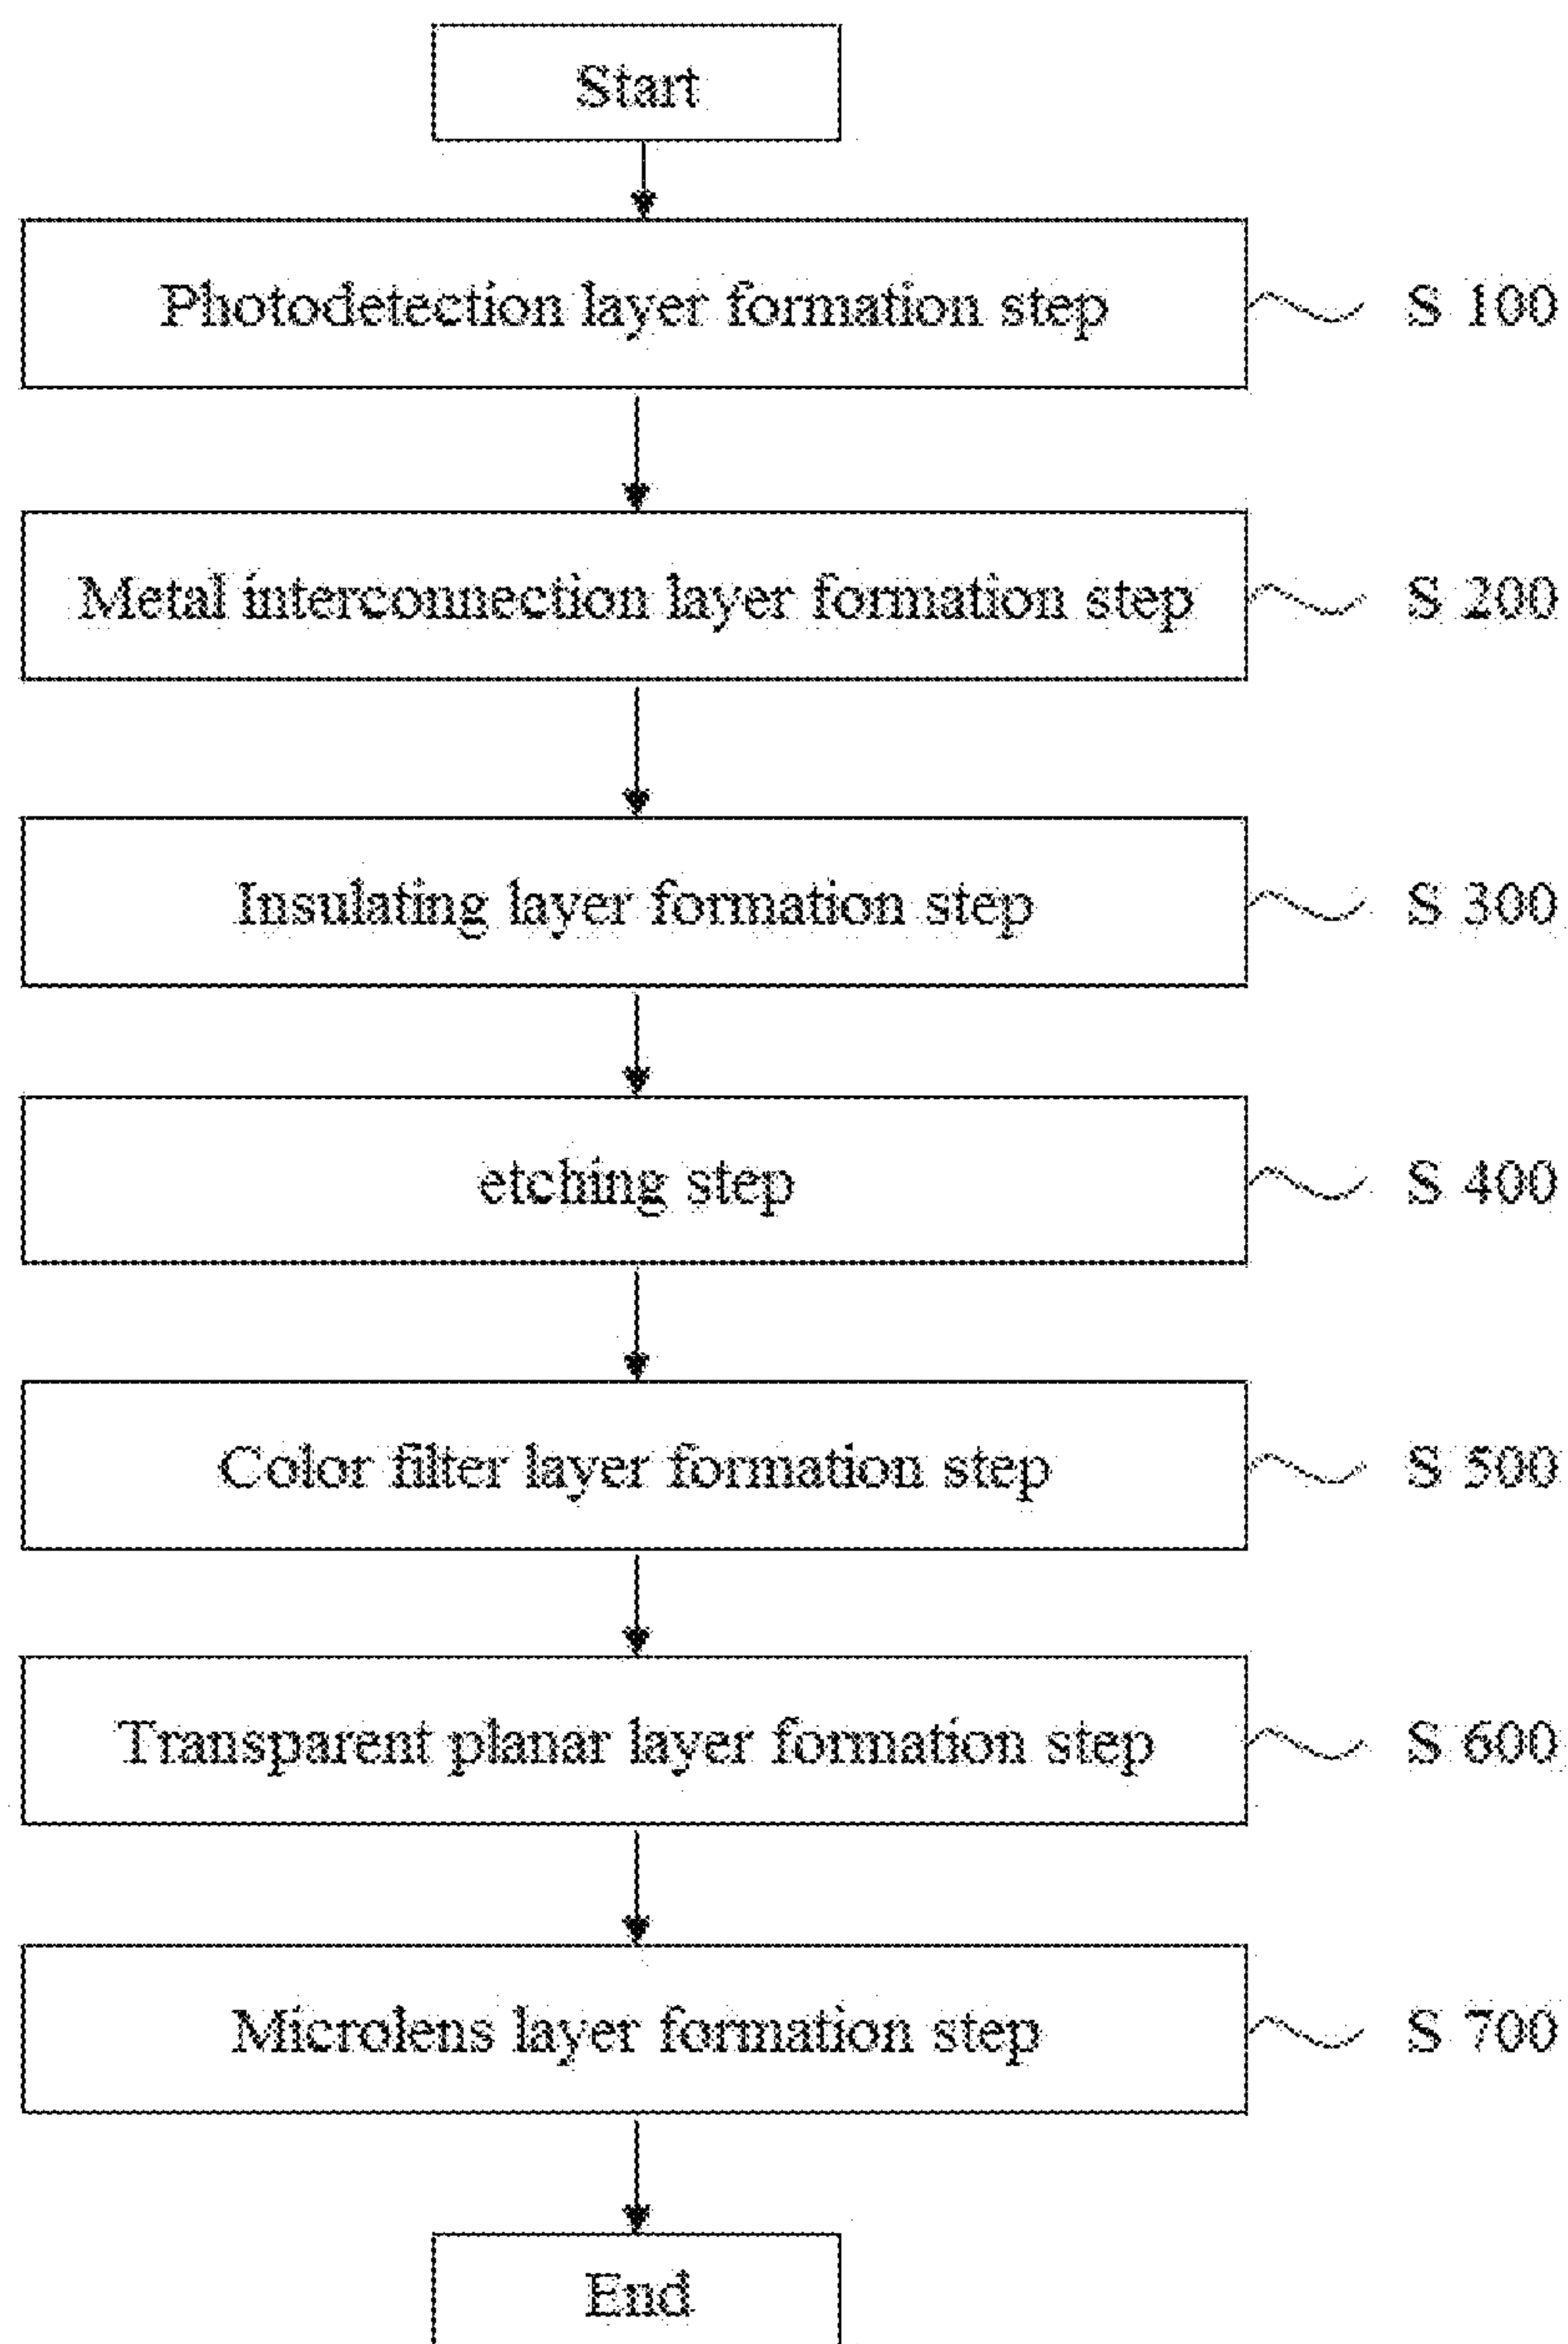 Start
Photodetection layer formation step S 100
Metal interconnection layer formation step S 200
Insulating layer formation step S 300
etching step S 400
Color filter layer formation step S 500
Transparent planar layer formation step S 600
Microlens layer formation step S 700
End